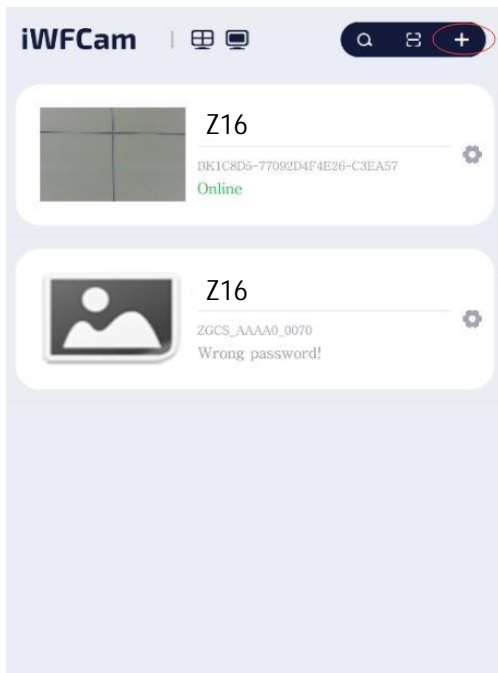 iWFCam
Z16
BK1C8D5-77092D4F4E26-C3EA57
Online
Z16
ZGCS_AAAA0_0070
Wrong password!